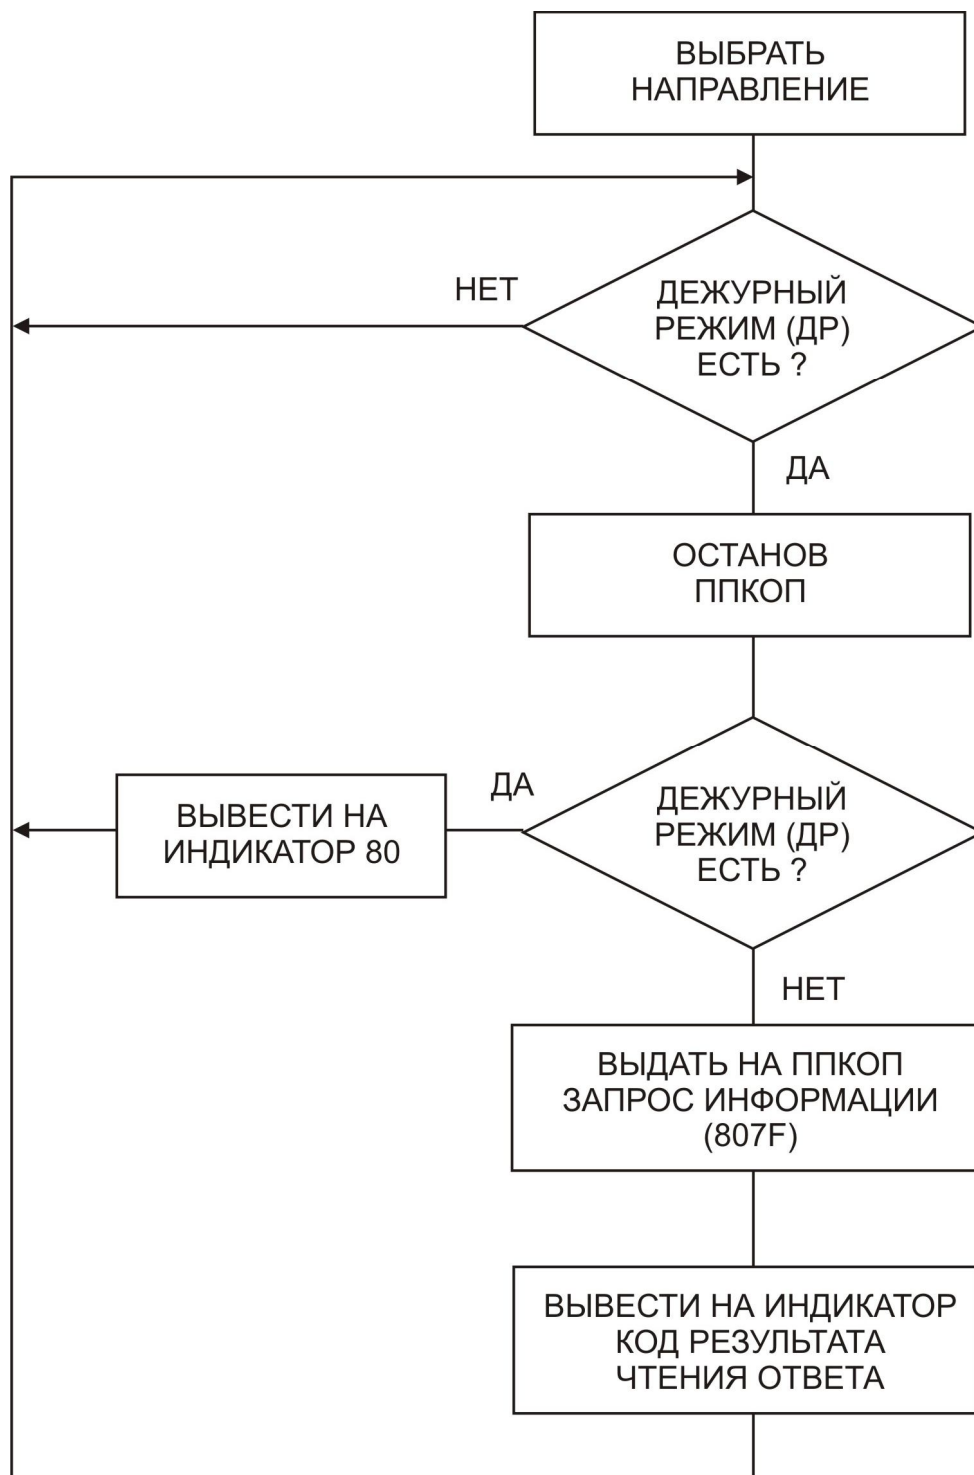 ВЫБРАТЬ
НАПРАВЛЕНИЕ
НЕТ
ДЕЖУРНЫЙ
РЕЖИМ (ДР)
ЕСТЬ ?
ДА
ОСТАНОВ
ППКОП
ДА
ДЕЖУРНЫЙ
РЕЖИМ (ДР)
ЕСТЬ ?
ВЫВЕСТИ НА
ИНДИКАТОР 80
НЕТ
ВЫДАТЬ НА ППКОП
ЗАПРОС ИНФОРМАЦИИ
(807F)
ВЫВЕСТИ НА ИНДИКАТОР
КОД РЕЗУЛЬТАТА
ЧТЕНИЯ ОТВЕТА